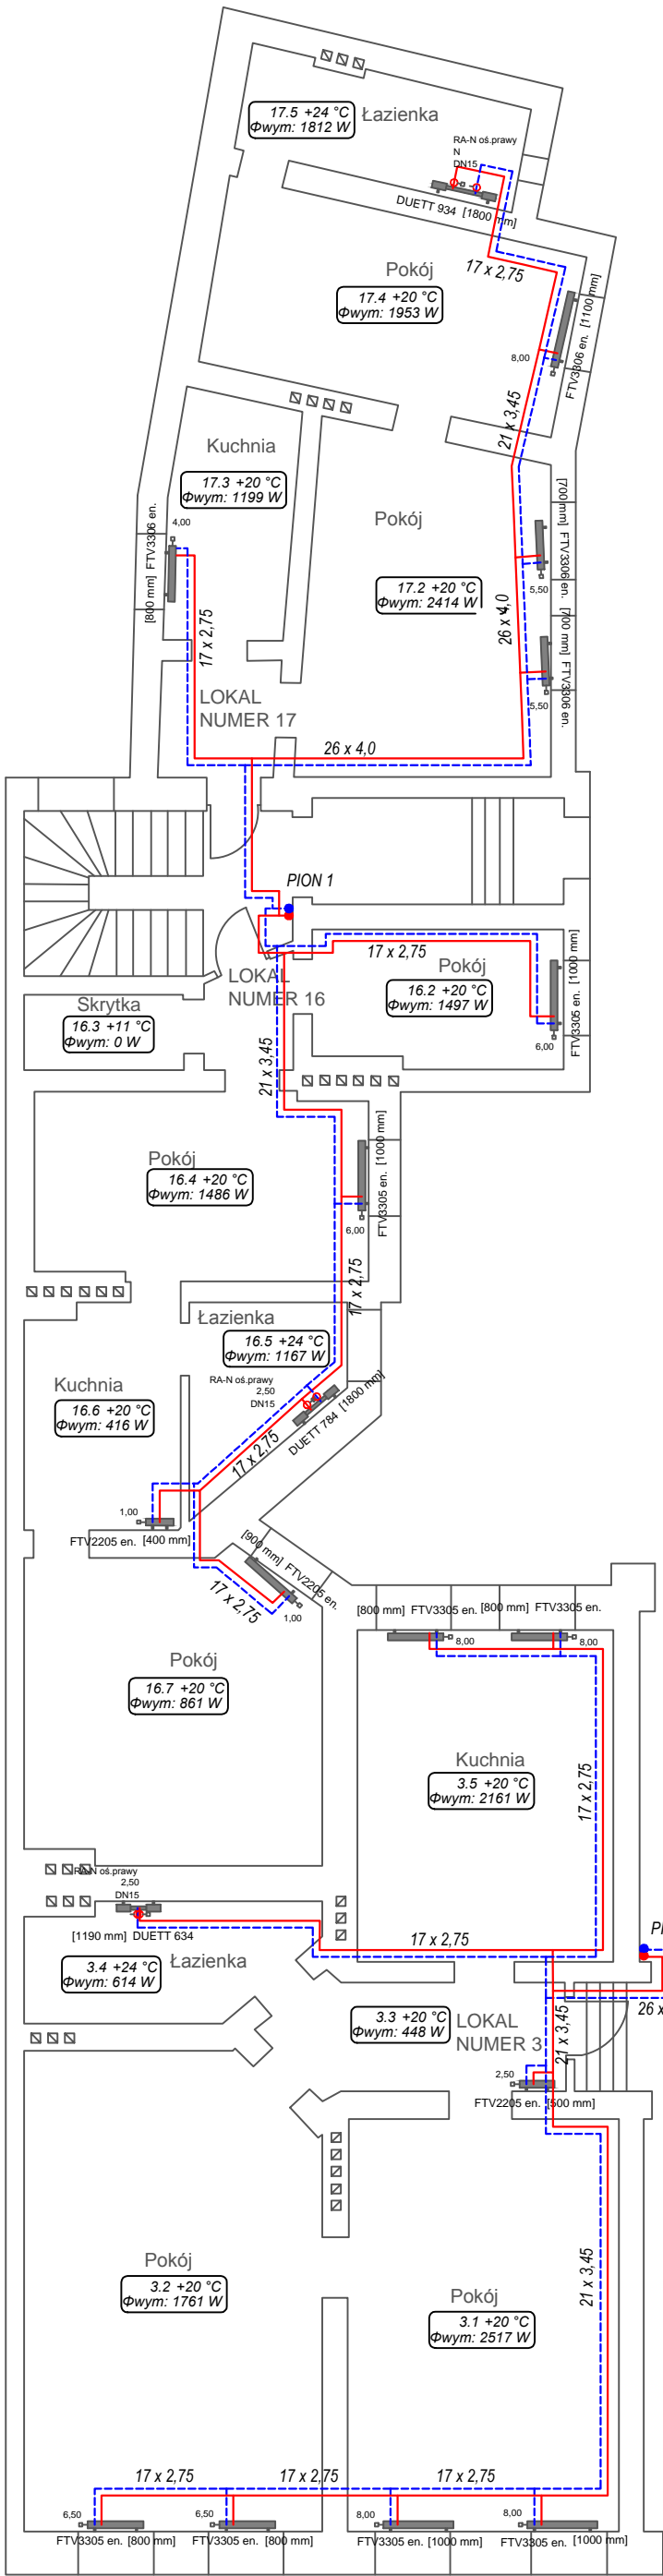 Łazienka
17.5 +24 °C
Φwym: 1812 W
RA-N oś.prawy
N
DN15
DUETT 934 [1800 mm]
17 x 2,75
Pokój
17.4 +20 °C
Φwym: 1953 W
8,00
FTV3306 en. [1100 mm]
21 x 3,45
Kuchnia
17.3 +20 °C
Φwym: 1199 W
4,00
[800 mm] FTV3306 en.
17 x 2,75
Pokój
17.2 +20 °C
Φwym: 2414 W
[700 mm] FTV3306 en.
5,50
[700 mm] FTV3306 en.
5,50
26 x 4,0
LOKAL
NUMER 17
26 x 4,0
PION 1
17 x 2,75
LOKAL
NUMER 16
Pokój
16.2 +20 °C
Φwym: 1497 W
6,00
FTV3305 en. [1000 mm]
Skrytka
16.3 +11 °C
Φwym: 0 W
21 x 3,45
Pokój
16.4 +20 °C
Φwym: 1486 W
6,00
FTV3305 en. [1000 mm]
17 x 2,75
Łazienka
16.5 +24 °C
Φwym: 1167 W
RA-N oś.prawy
2,50
DN15
DUETT 784 [1800 mm]
17 x 2,75
Kuchnia
16.6 +20 °C
Φwym: 416 W
1,00
FTV2205 en. [400 mm]
[900 mm] FTV2205 en.
17 x 2,75
1,00
Pokój
16.7 +20 °C
Φwym: 861 W
[800 mm] FTV3305 en.
8,00
[800 mm] FTV3305 en.
8,00
Kuchnia
3.5 +20 °C
Φwym: 2161 W
17 x 2,75
RA-N oś.prawy
2,50
DN15
[1190 mm] DUETT 634
17 x 2,75
Łazienka
3.4 +24 °C
Φwym: 614 W
PI
26 x
3.3 +20 °C
Φwym: 448 W
LOKAL
NUMER 3
21 x 3,45
2,50
FTV2205 en. [500 mm]
Pokój
3.2 +20 °C
Φwym: 1761 W
Pokój
3.1 +20 °C
Φwym: 2517 W
21 x 3,45
17 x 2,75
17 x 2,75
17 x 2,75
6,50
FTV3305 en. [800 mm]
6,50
FTV3305 en. [800 mm]
8,00
FTV3305 en. [1000 mm]
8,00
FTV3305 en. [1000 mm]